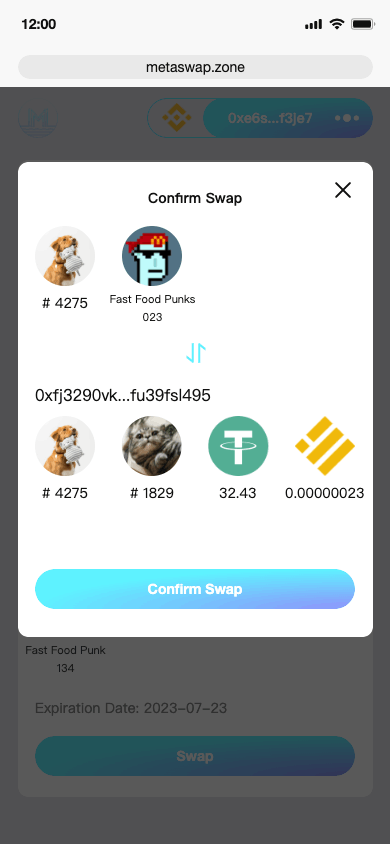 12:00
metaswap.zone
0xe6s...f3je7
Confirm Swap
# 4275
Fast Food Punks
023
0xfj3290vk...fu39fsl495
# 4275
# 1829
32.43
0.00000023
Confirm Swap
Fast Food Punk
134
Expiration Date: 2023-07-23
Swap